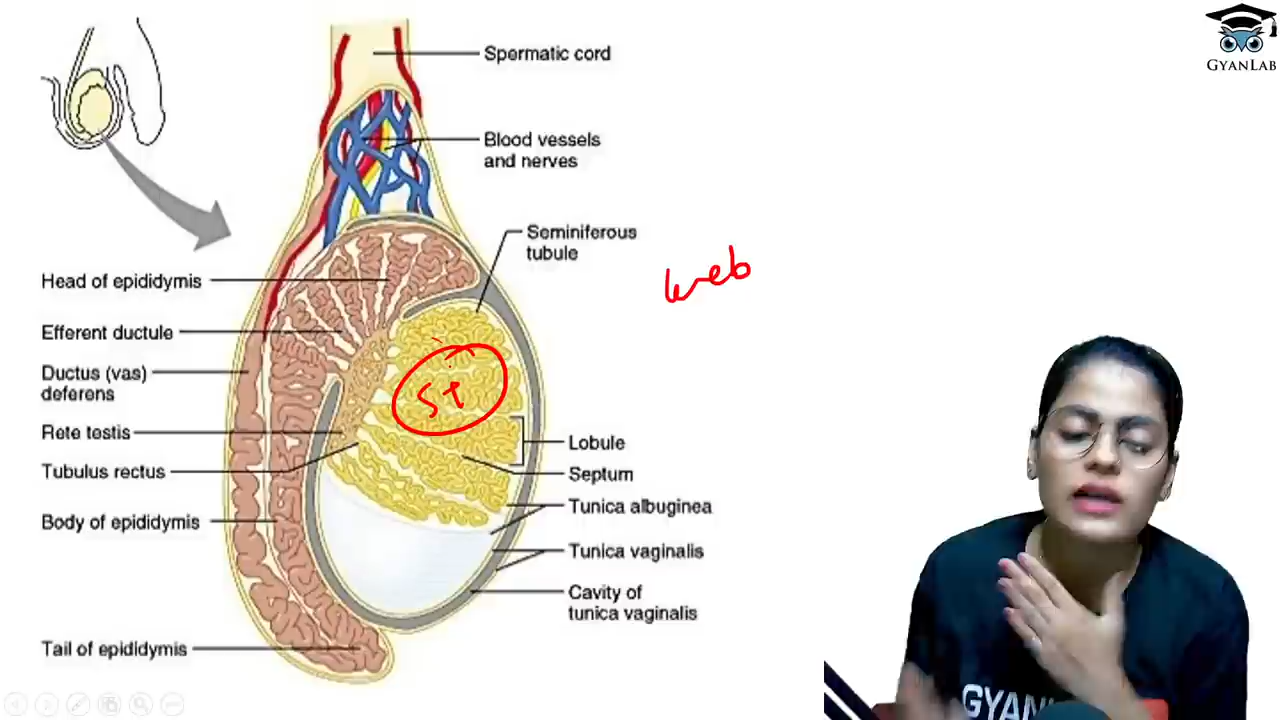 GYANLAB
Spermatic cord
Blood vessels
and nerves
Seminiferous
tubule
web
Head of epididymis
Efferent ductule
Ductus (vas)
deferens
St
Rete testis
Lobule
Tubulus rectus
Septum
Tunica albuginea
Body of epididymis
Tunica vaginalis
Cavity of
tunica vaginalis
Tail of epididymis
GYAN